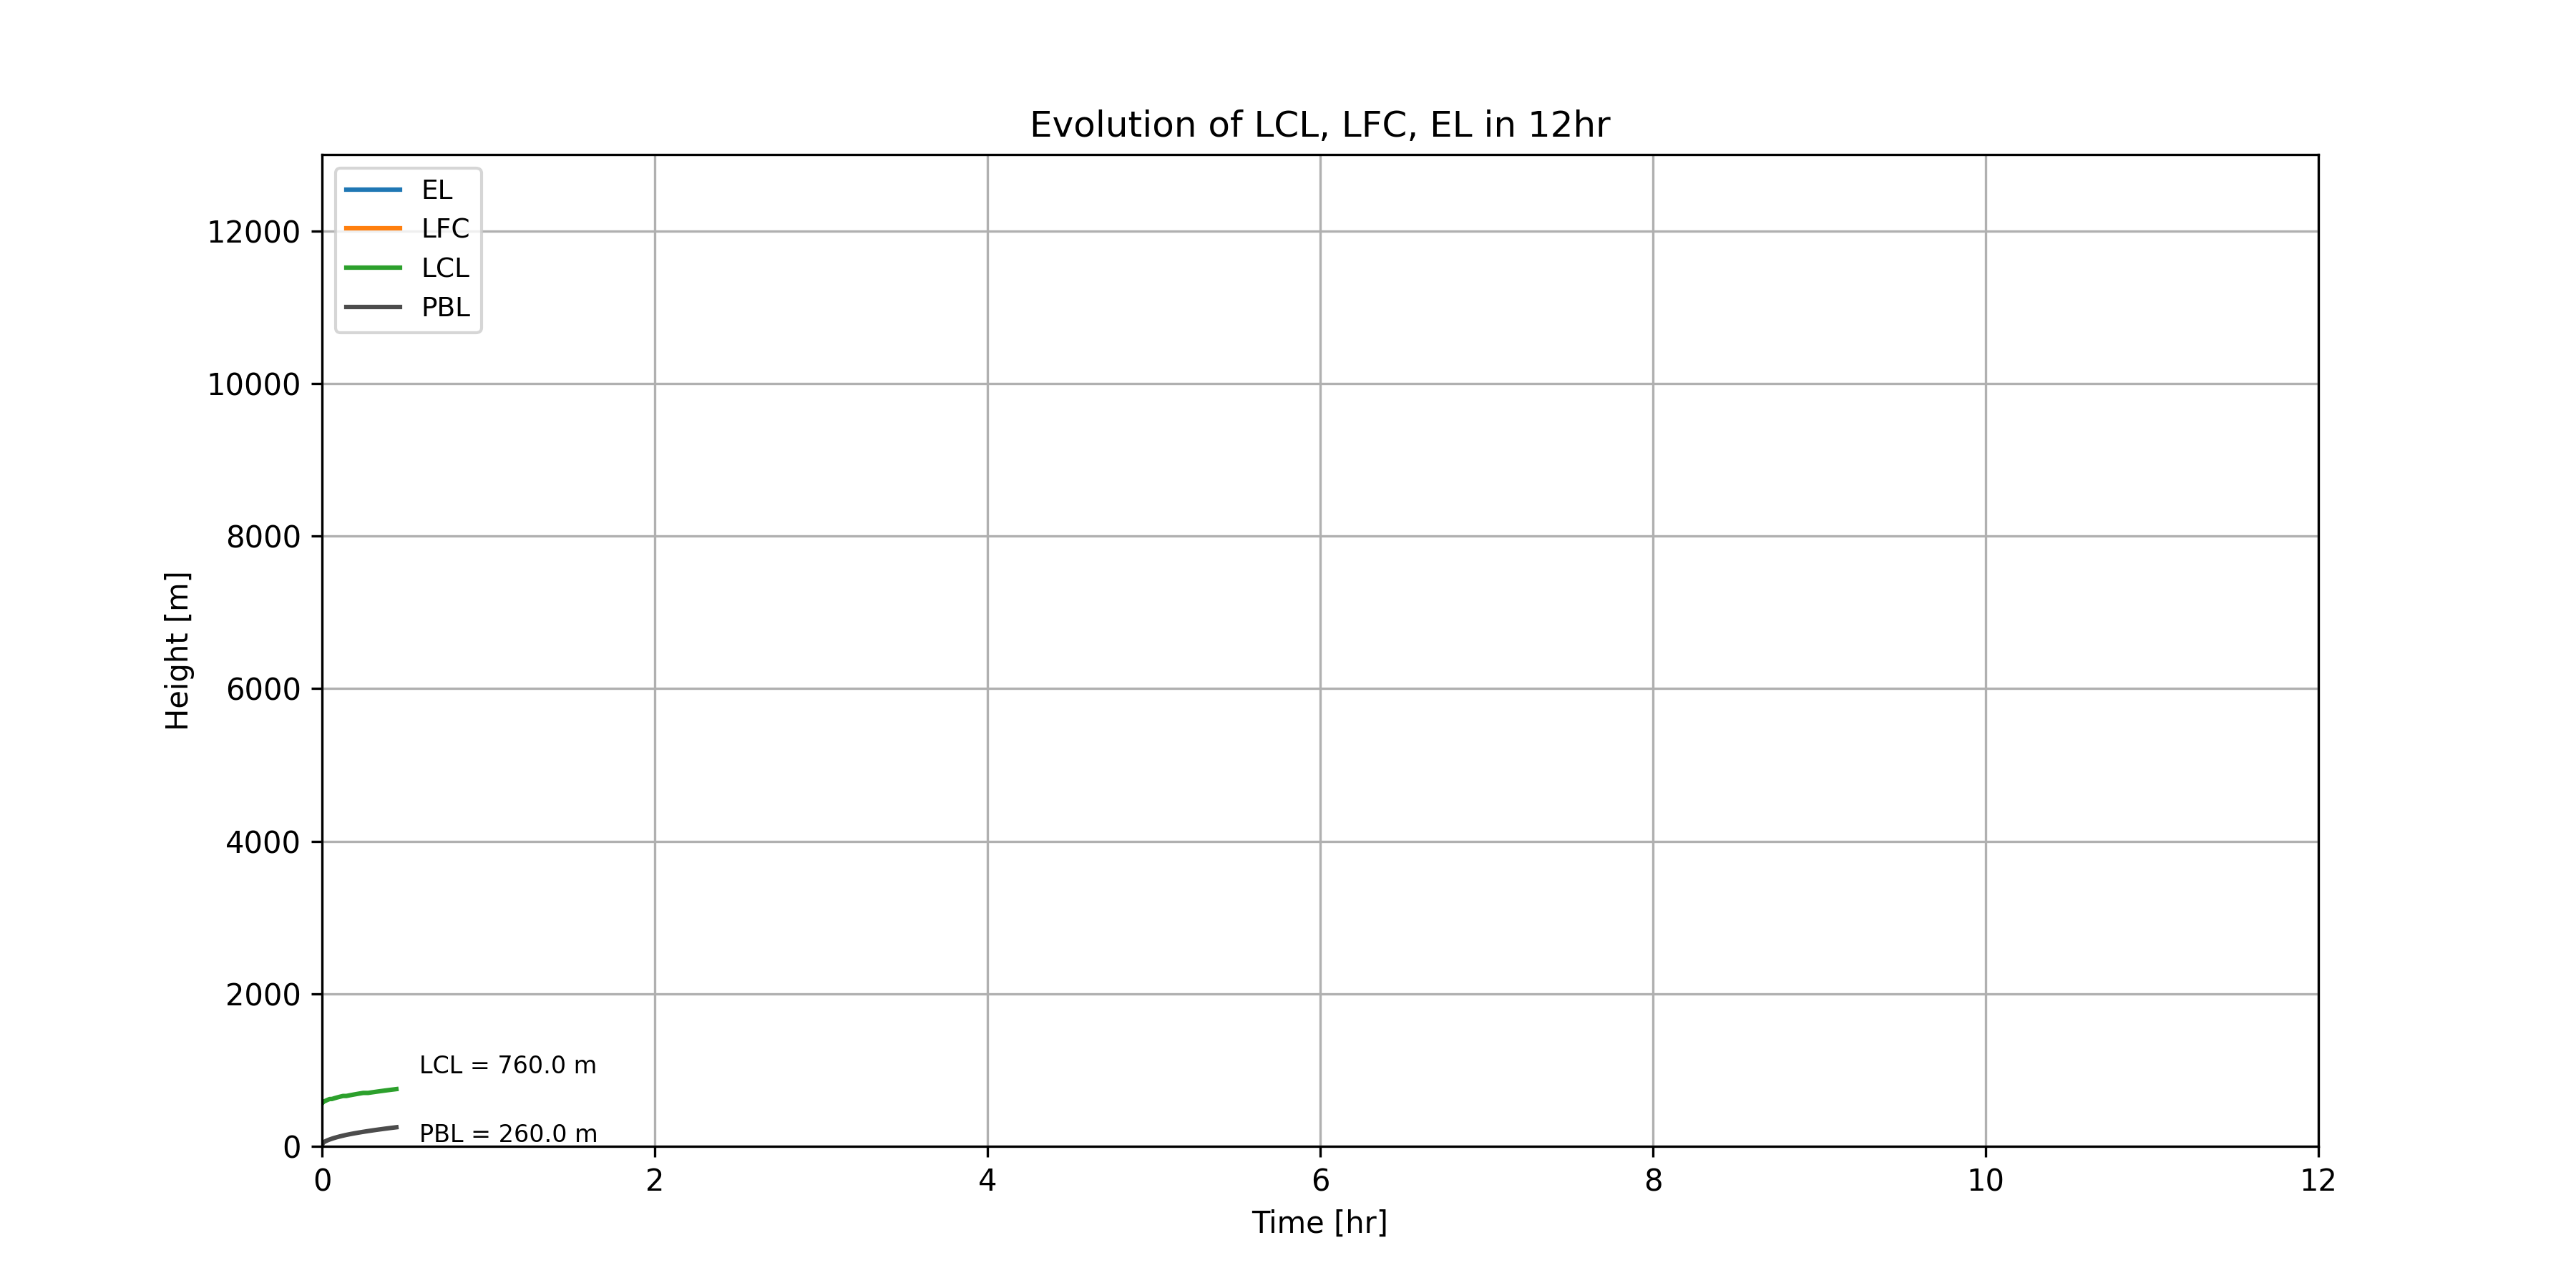 Evolution of LCL, LFC, EL in 12hr
EL
LFC
LCL
PBL
12000
10000
8000
6000
4000
2000
0
Height [m]
LCL = 760.0 m
PBL = 260.0 m
0 2 4 6 8 10 12
Time [hr]